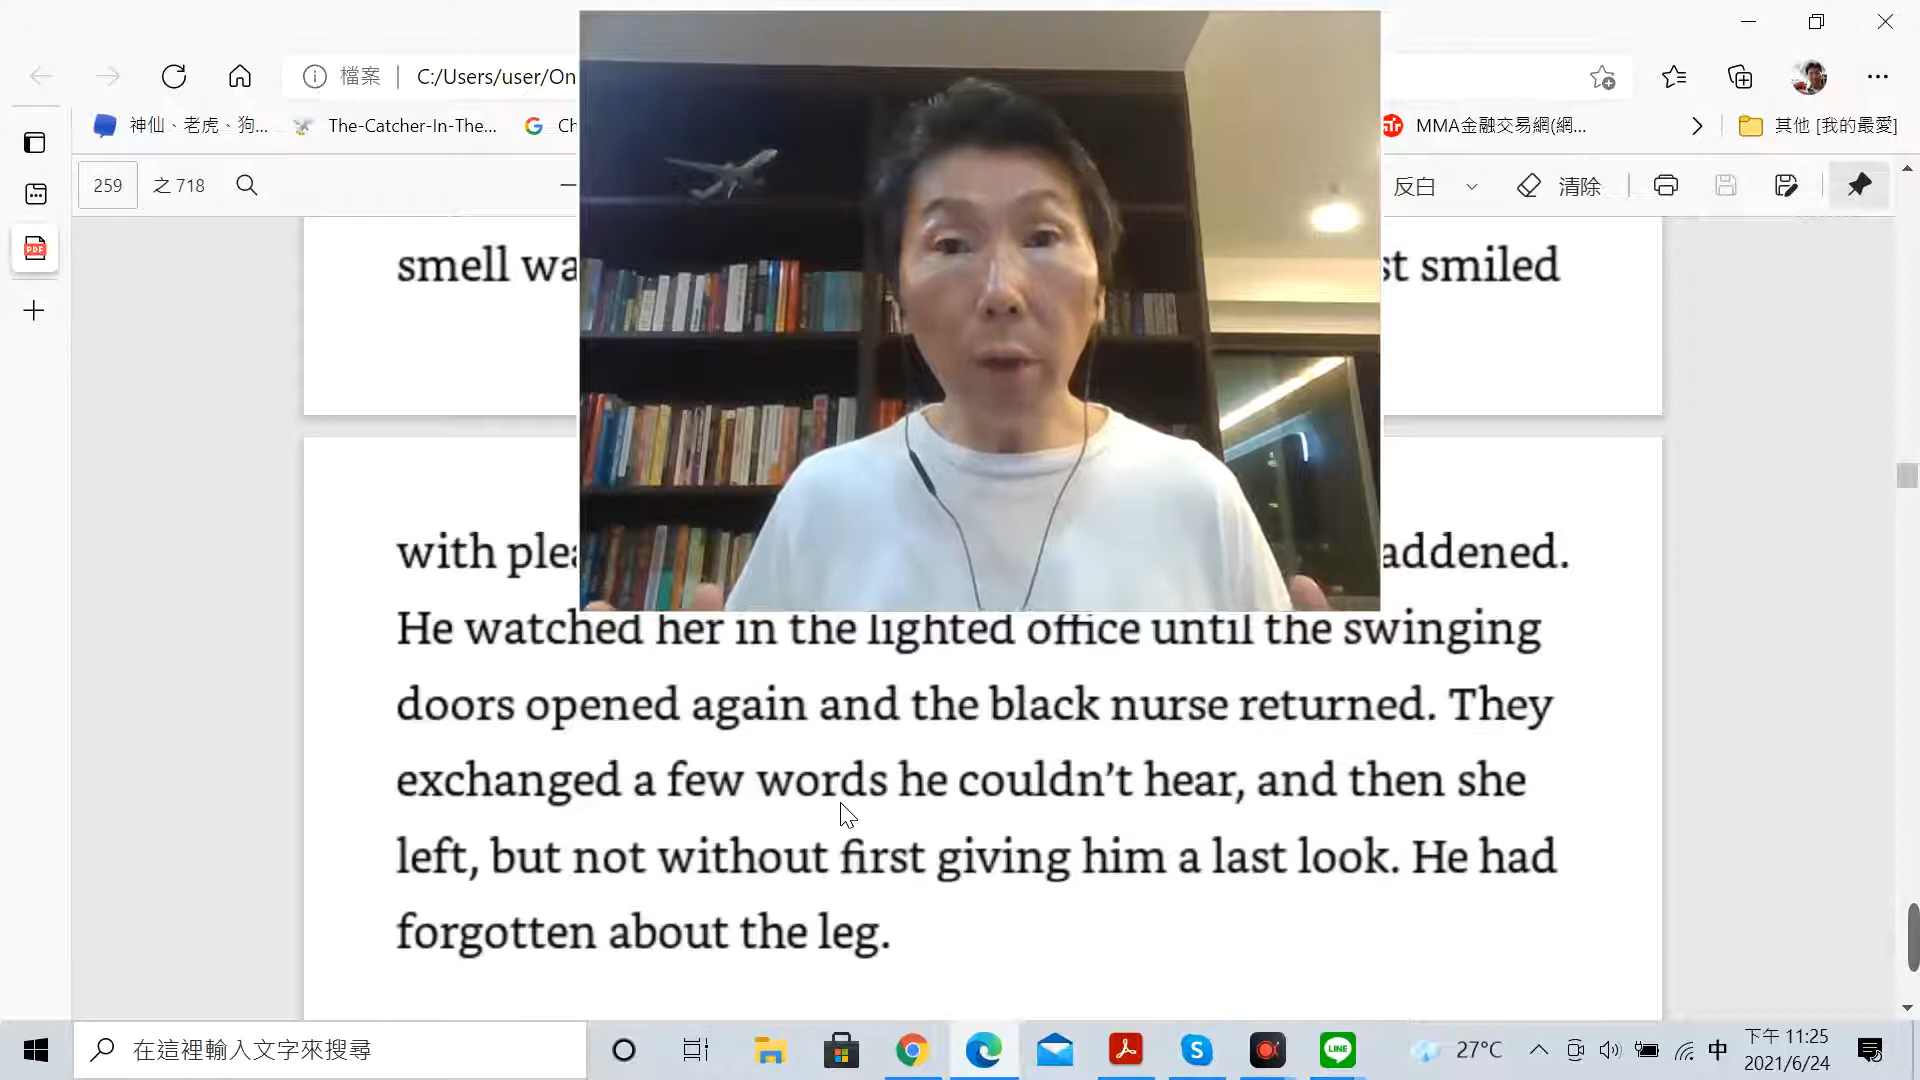 檔案 C:/Users/user/On
神仙、老虎、狗... The-Catcher-In-The... MMA金融交易網(網... 其他 [我的最愛]
259 之 718 反白 清除
smell st smiled
with addened.
He watched her in the lighted office until the swinging
doors opened again and the black nurse returned. They
exchanged a few words he couldn't hear, and then she
left, but not without first giving him a last look. He had
forgotten about the leg.
在這裡輸入文字來搜尋 LINE 27°C 中 下午 11:25
2021/6/24